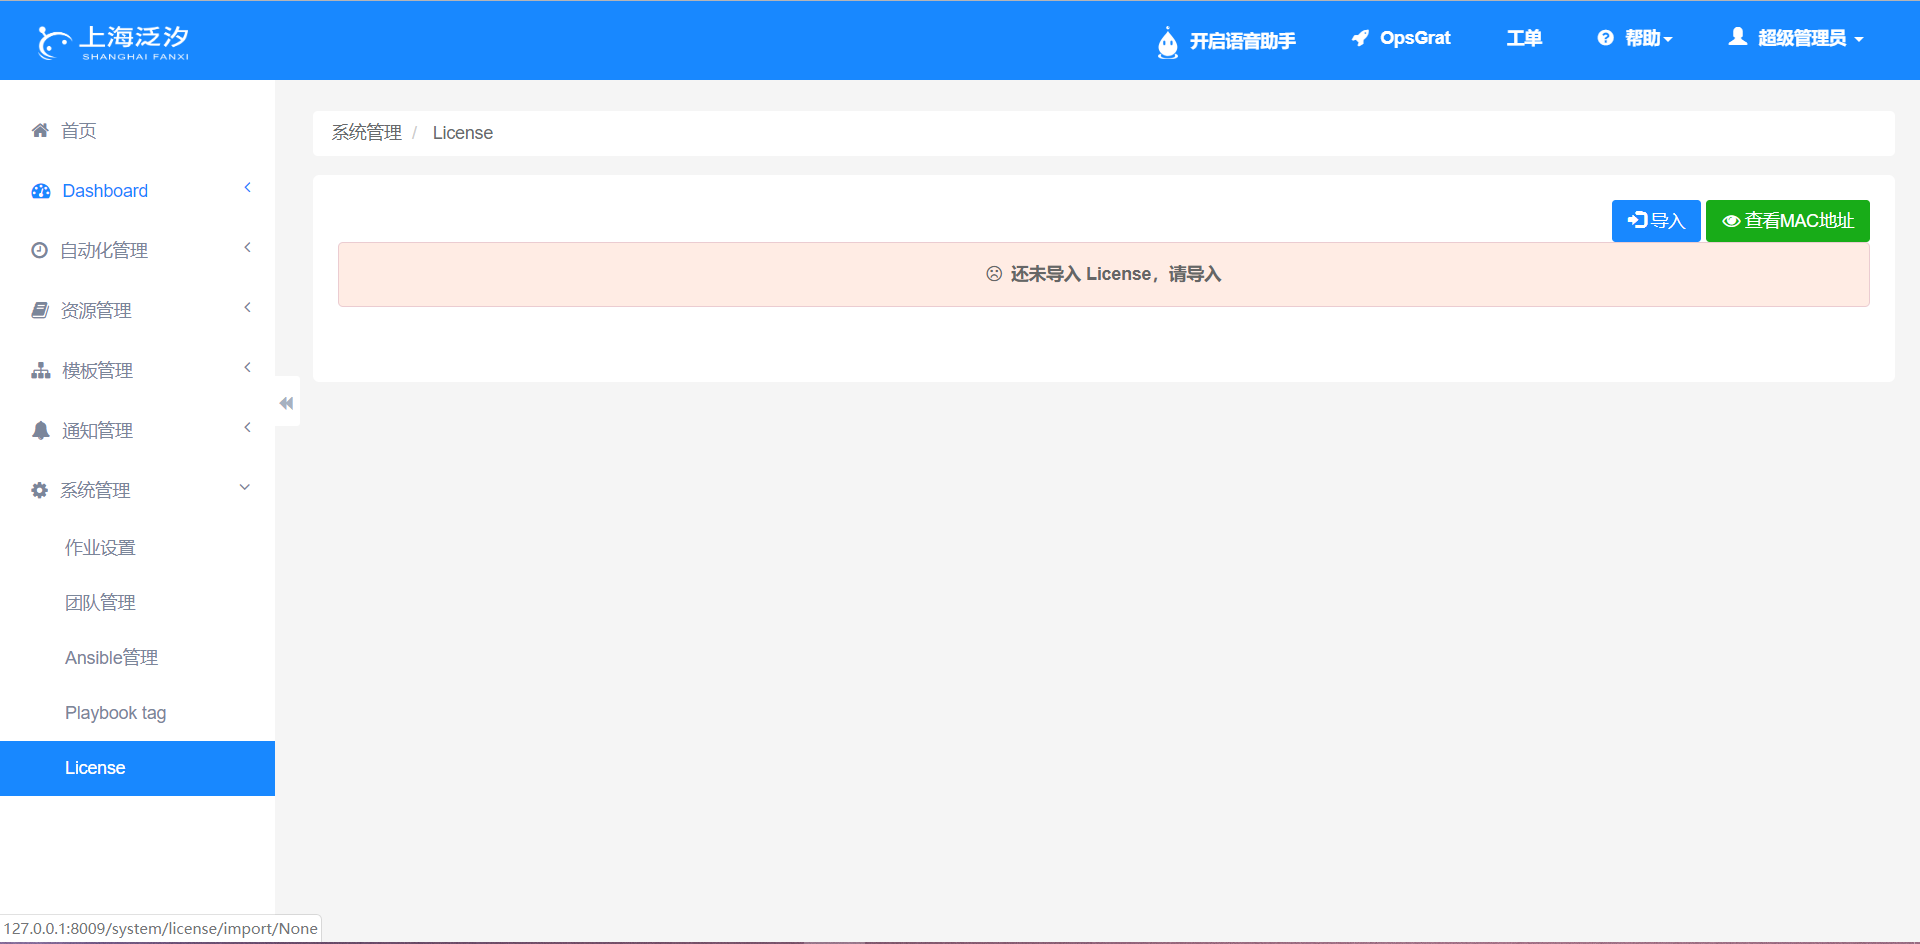 上海泛汐
SHANGHAI FANXI
开启语音助手
OpsGrat
工单
帮助
超级管理员
首页
Dashboard
自动化管理
资源管理
模板管理
通知管理
系统管理
作业设置
团队管理
Ansible管理
Playbook tag
License
系统管理 / License
导入
查看MAC地址
还未导入 License，请导入
127.0.0.1:8009/system/license/import/None